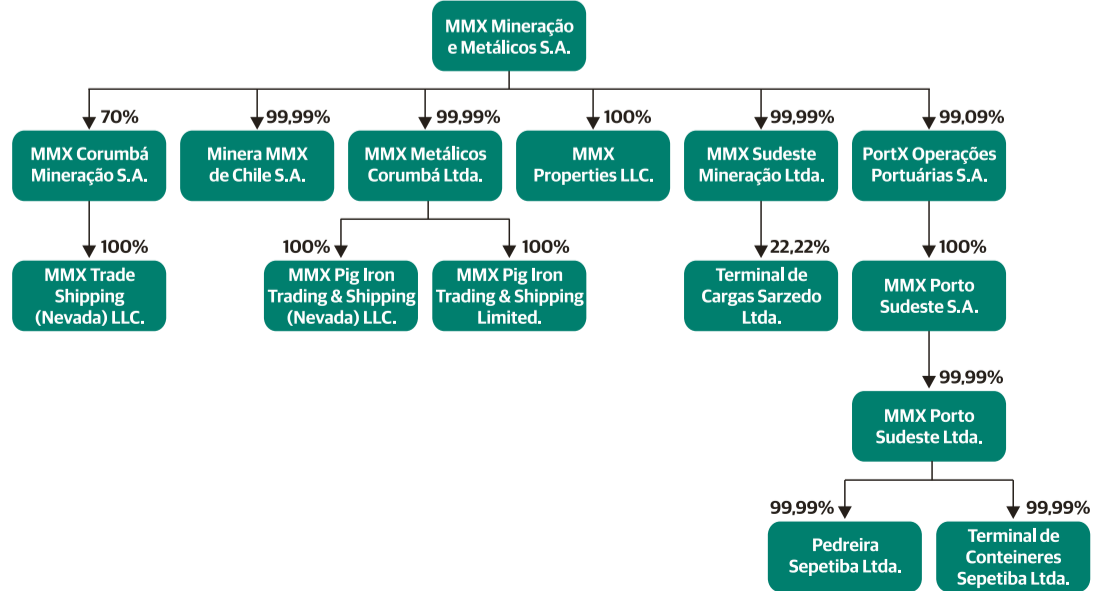 MMX Mineração
e Metálicos S.A.
70%
99,99%
99,99%
100%
99,99%
99,09%
MMX Corumbá
Mineração S.A.
Minera MMX
de Chile S.A.
MMX Metálicos
Corumbá Ltda.
MMX
Properties LLC.
MMX Sudeste
Mineração Ltda.
PortX Operações
Portuárias S.A.
100%
100%
100%
22,22%
100%
MMX Trade
Shipping
(Nevada) LLC.
MMX Pig Iron
Trading & Shipping
(Nevada) LLC.
MMX Pig Iron
Trading & Shipping
Limited.
Terminal de
Cargas Sarzedo
Ltda.
MMX Porto
Sudeste S.A.
99,99%
MMX Porto
Sudeste Ltda.
99,99%
99,99%
Pedreira
Sepetiba Ltda.
Terminal de
Conteineres
Sepetiba Ltda.